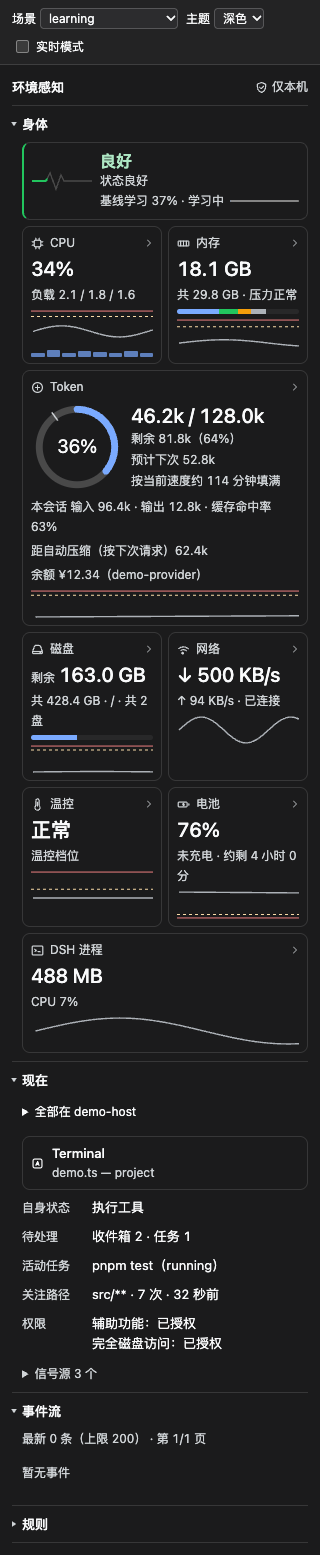 场景 learning 主题 深色
实时模式
环境感知 仅本机
身体
良好
状态良好
基线学习 37% · 学习中
CPU
34%
负载 2.1 / 1.8 / 1.6
内存
18.1 GB
共 29.8 GB · 压力正常
Token
36%
46.2k / 128.0k
剩余 81.8k（64%）
预计下次 52.8k
按当前速度约 114 分钟填满
本会话 输入 96.4k · 输出 12.8k · 缓存命中率
63%
距自动压缩（按下次请求）62.4k
余额 ¥12.34（demo-provider）
磁盘
剩余 163.0 GB
共 428.4 GB · / · 共 2
盘
网络
↓ 500 KB/s
↑ 94 KB/s · 已连接
温控
正常
温控档位
电池
76%
未充电 · 约剩 4 小时 0
分
DSH 进程
488 MB
CPU 7%
现在
全部在 demo-host
Terminal
demo.ts — project
自身状态 执行工具
待处理 收件箱 2 · 任务 1
活动任务 pnpm test（running）
关注路径 src/** · 7 次 · 32 秒前
权限 辅助功能：已授权
完全磁盘访问：已授权
信号源 3 个
事件流
最新 0 条（上限 200） · 第 1/1 页
暂无事件
规则